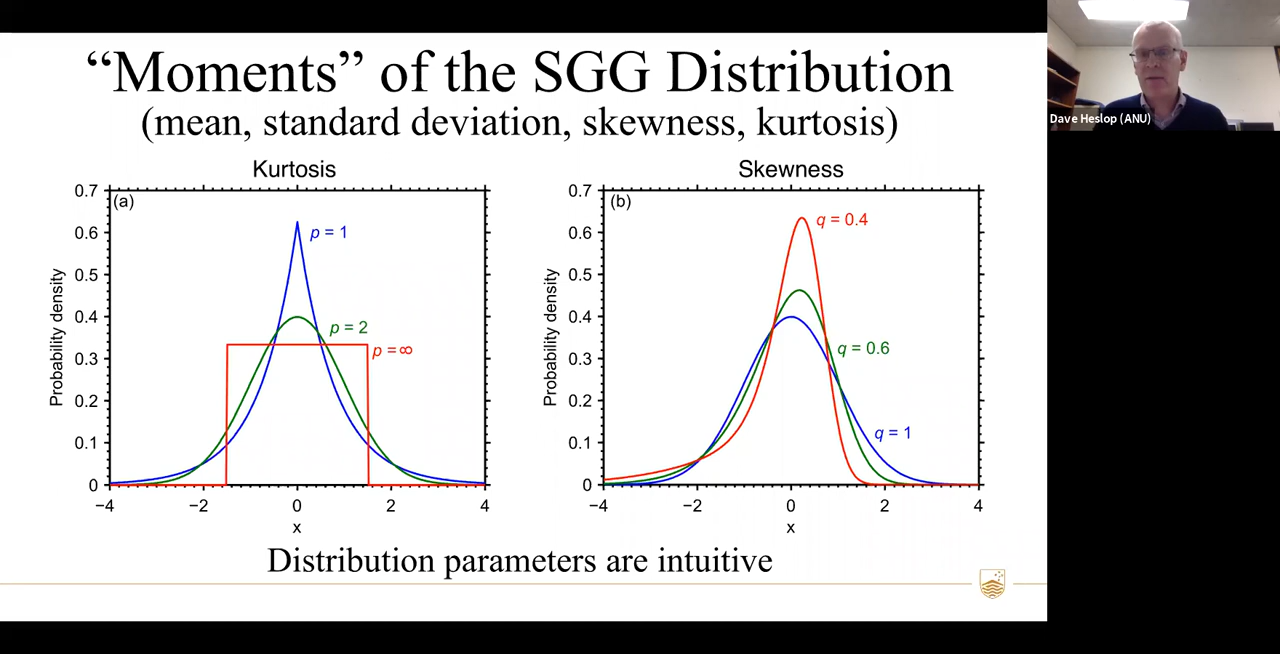 “Moments” of the SGG Distribution
(mean, standard deviation, skewness, kurtosis)
Kurtosis
(a)
0.7
0.6
0.5
0.4
0.3
0.2
0.1
0
Probability density
p = 1
p = 2
p = ∞
−4 −2 0 2 4
x
Skewness
(b)
0.7
0.6
0.5
0.4
0.3
0.2
0.1
0
Probability density
q = 0.4
q = 0.6
q = 1
−4 −2 0 2 4
x
Distribution parameters are intuitive
Dave Heslop (ANU)